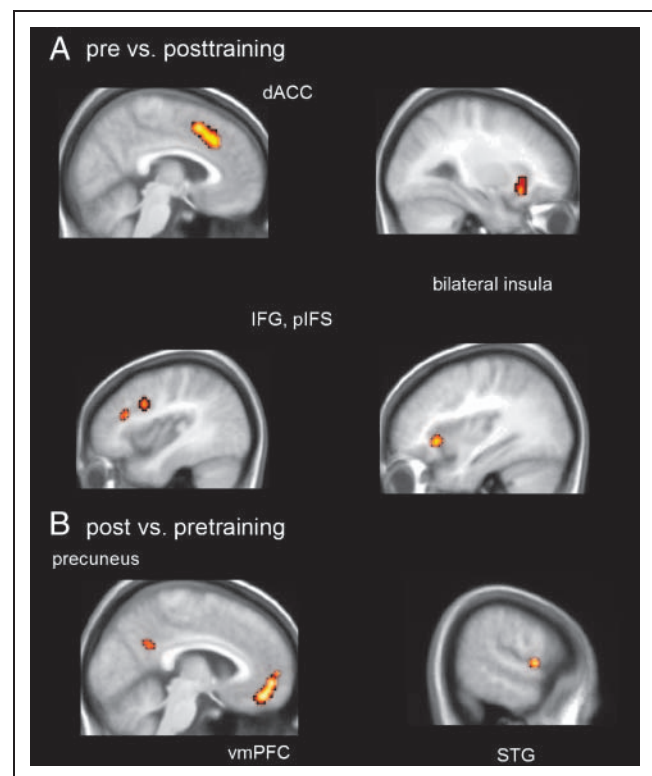 A pre vs. posttraining
dACC
bilateral insula
IFG, pIFS
B post vs. pretraining
precuneus
vmPFC
STG